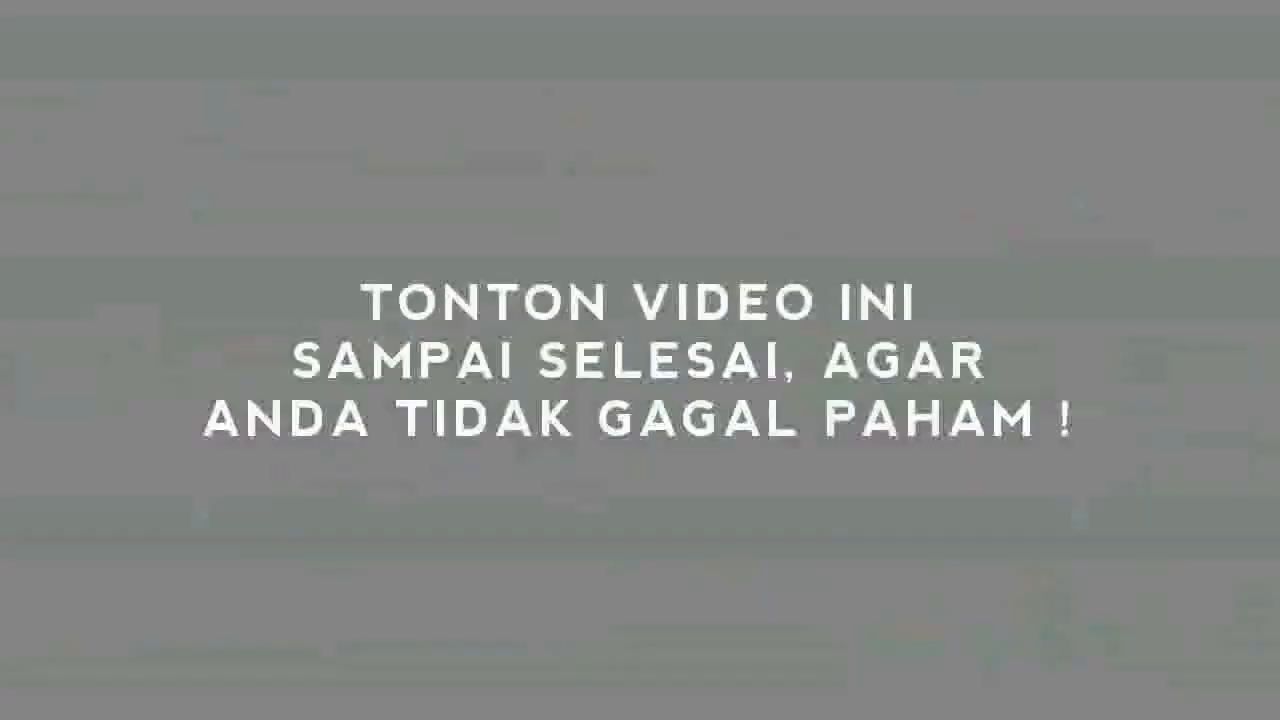 TONTON VIDEO INI
SAMPAI SELESAI, AGAR
ANDA TIDAK GAGAL PAHAM !